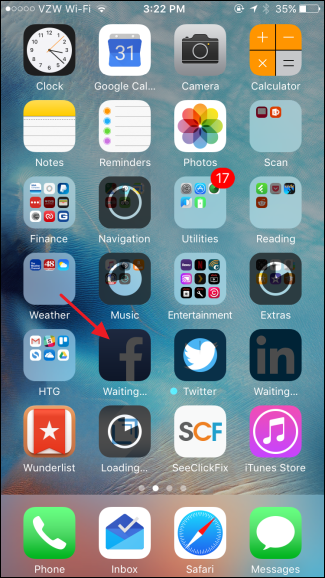 VZW Wi-Fi 3:22 PM 35%
31
Clock Google Cal... Camera Calculator
Notes Reminders Photos Scan
17
Finance Navigation Utilities Reading
Weather Music Entertainment Extras
f in
HTG Waiting... Twitter Waiting...
SCF
Wunderlist Loading... SeeClickFix iTunes Store
Phone Inbox Safari Messages